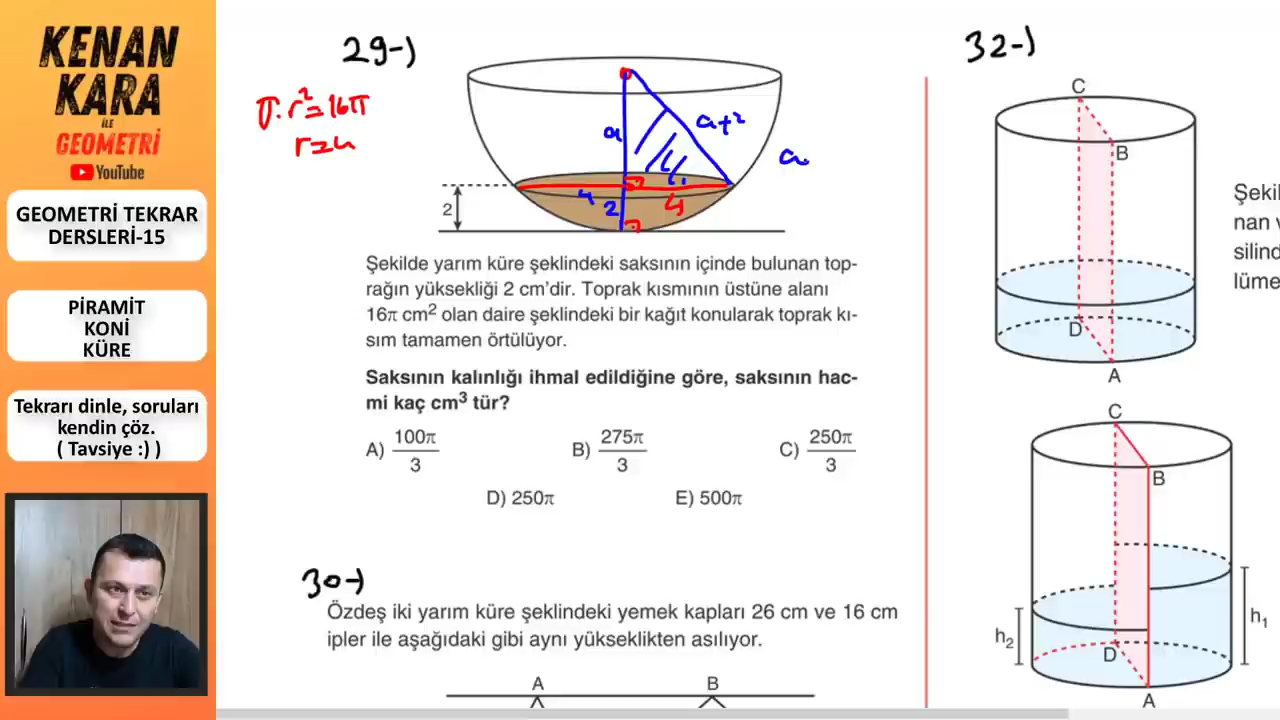 KENAN
KARA
İLE
GEOMETRİ
YouTube
GEOMETRİ TEKRAR
DERSLERİ-15
PİRAMİT
KONİ
KÜRE
Tekrarı dinle, soruları
kendin çöz.
( Tavsiye :) )
29-)
π.r²=16π
r=4
a
a+2
a
4
2
4
2
Şekilde yarım küre şeklindeki saksının içinde bulunan top-
rağın yüksekliği 2 cm'dir. Toprak kısmının üstüne alanı
16π cm² olan daire şeklindeki bir kağıt konularak toprak kı-
sım tamamen örtülüyor.
Saksının kalınlığı ihmal edildiğine göre, saksının hac-
mi kaç cm³ tür?
A) 100π/3 B) 275π/3 C) 250π/3
D) 250π E) 500π
30-)
Özdeş iki yarım küre şeklindeki yemek kapları 26 cm ve 16 cm
ipler ile aşağıdaki gibi aynı yükseklikten asılıyor.
A B
32-)
C
B
D
A
Şekil
nan
silind
lüme
C
B
h₂
D
h₁
A